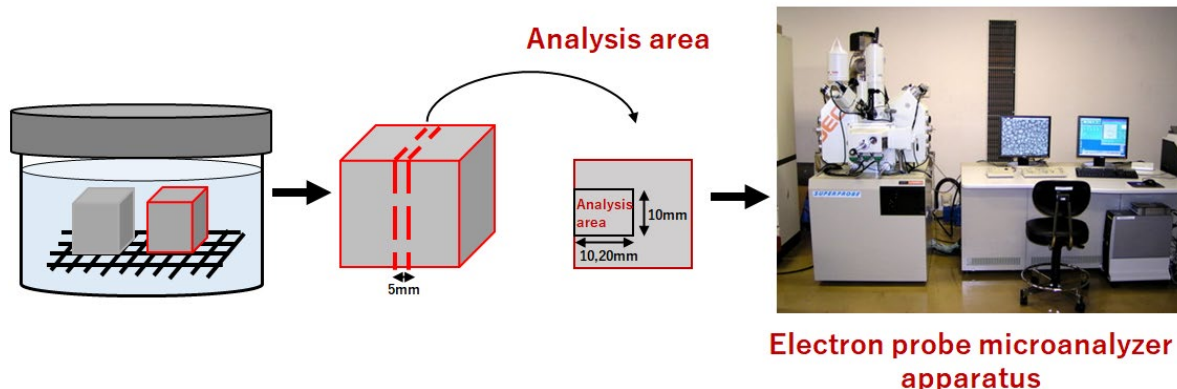 Analysis area
5mm
Analysis
area
10mm
10,20mm
SUPERPROBE
Electron probe microanalyzer
apparatus